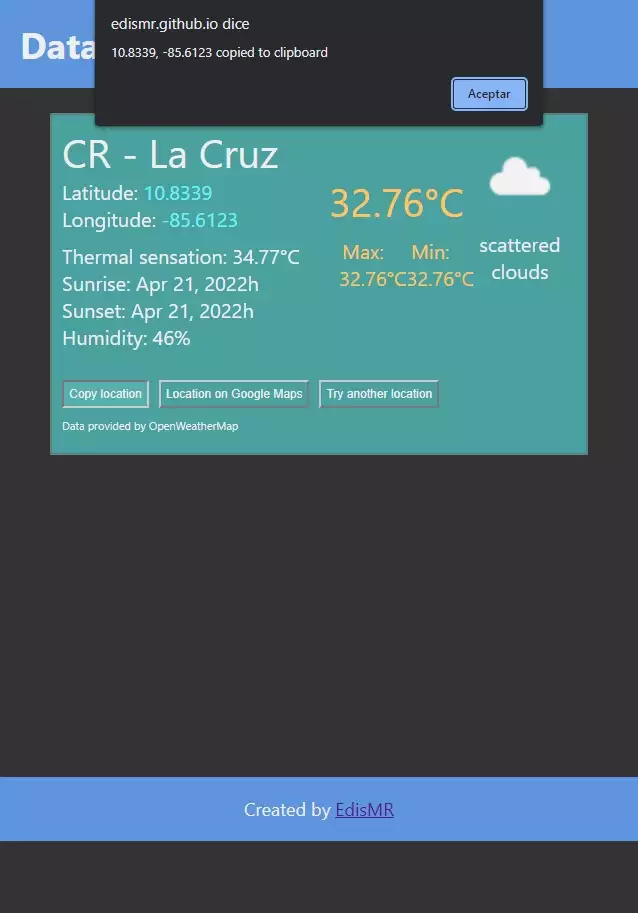 Data
edismr.github.io dice
10.8339, -85.6123 copied to clipboard
Aceptar
CR - La Cruz
Latitude: 10.8339
Longitude: -85.6123
Thermal sensation: 34.77°C
Sunrise: Apr 21, 2022h
Sunset: Apr 21, 2022h
Humidity: 46%
32.76°C
Max: Min:
32.76°C32.76°C
scattered
clouds
Copy location
Location on Google Maps
Try another location
Data provided by OpenWeatherMap
Created by EdisMR